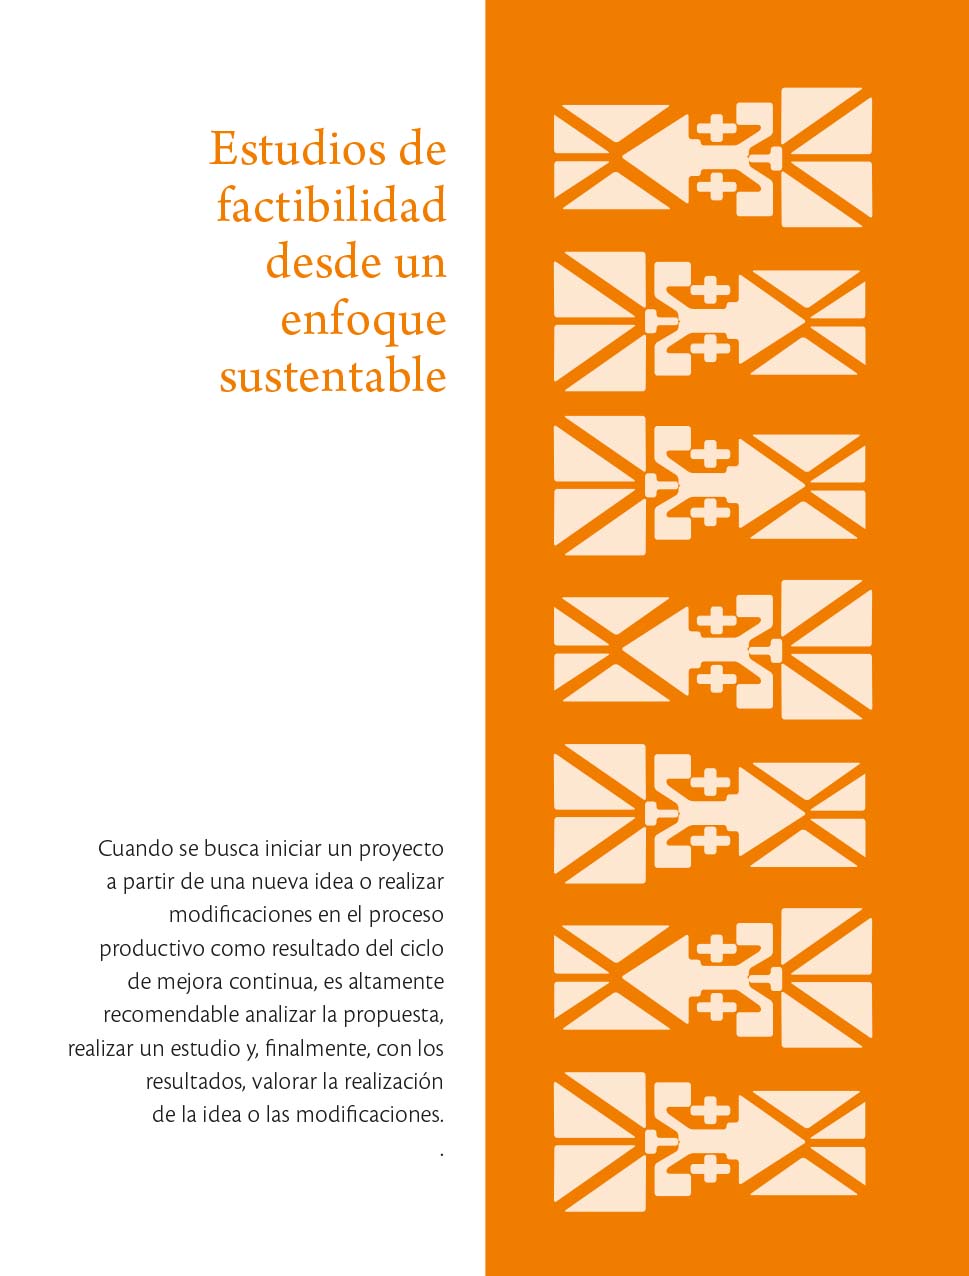 Estudios de
factibilidad
desde un
enfoque
sustentable
Cuando se busca iniciar un proyecto
a partir de una nueva idea o realizar
modificaciones en el proceso
productivo como resultado del ciclo
de mejora continua, es altamente
recomendable analizar la propuesta,
realizar un estudio y, finalmente, con los
resultados, valorar la realización
de la idea o las modificaciones.
.